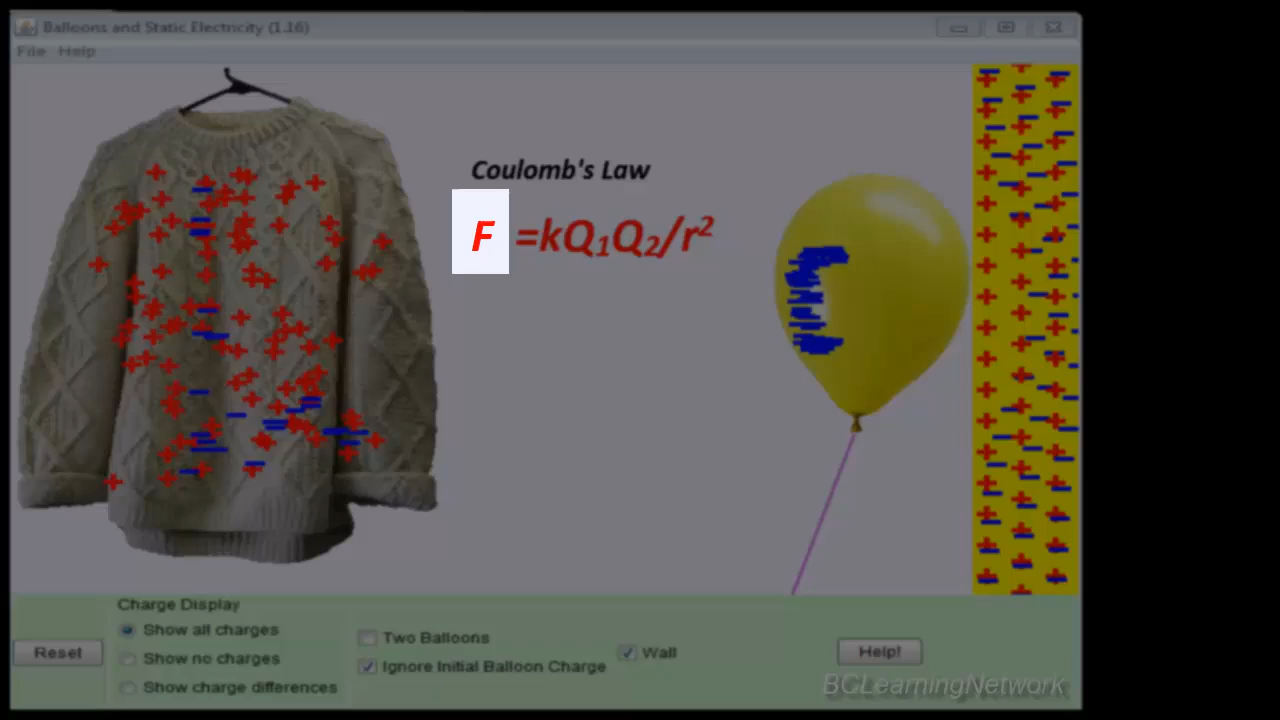 Balloons and Static Electricity (1.16)
File Help
Coulomb's Law
F =kQ₁Q₂/r²
Charge Display
Show all charges
Show no charges
Show charge differences
Reset
Two Balloons
Ignore Initial Balloon Charge
Wall
Help!
BCLearningNetwork